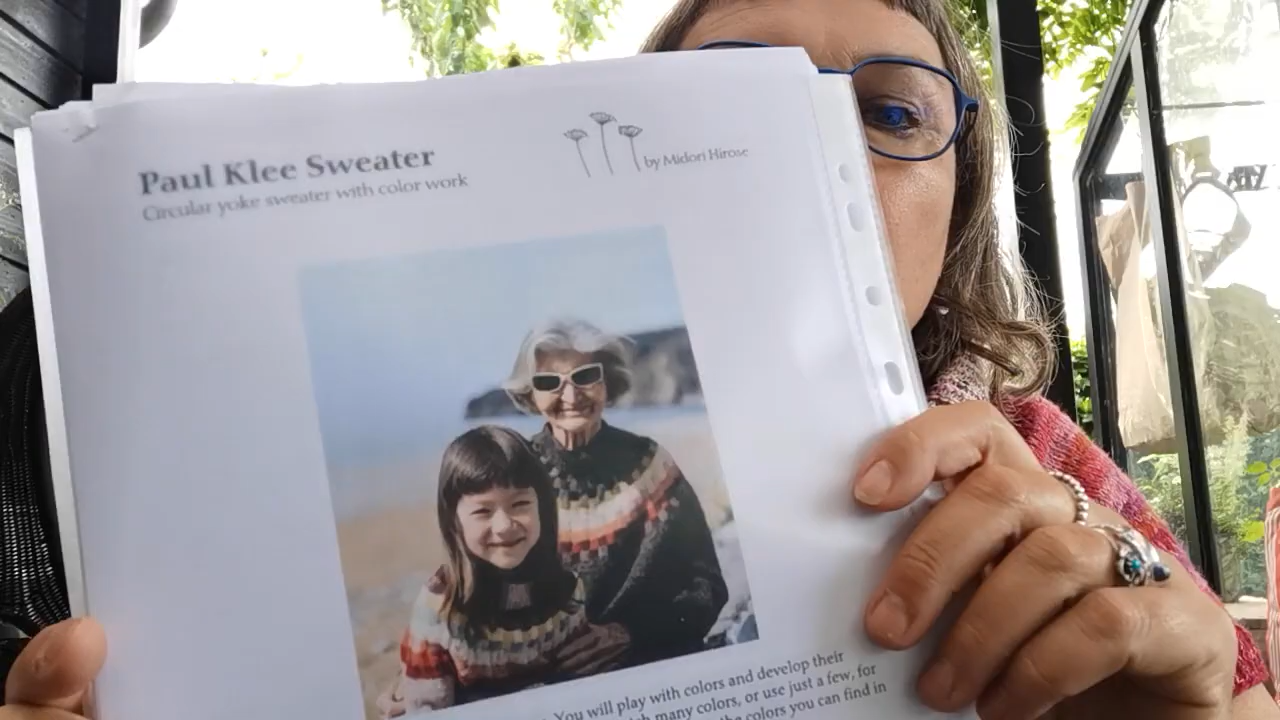 Paul Klee Sweater
Circular yoke sweater with color work
by Midori Hirose
You will play with colors and develop their
many colors, or use just a few, for
the colors you can find in